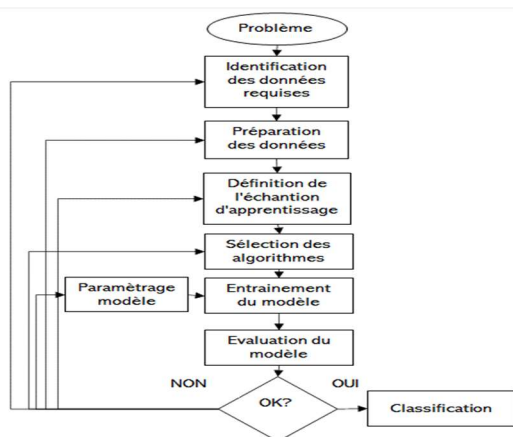 Problème
Identification
des données
requises
Préparation
des données
Définition de
l'échantion
d'apprentissage
Sélection des
algorithmes
Paramètrage
modèle
Entrainement
du modèle
Evaluation du
modèle
NON
OUI
OK?
Classification